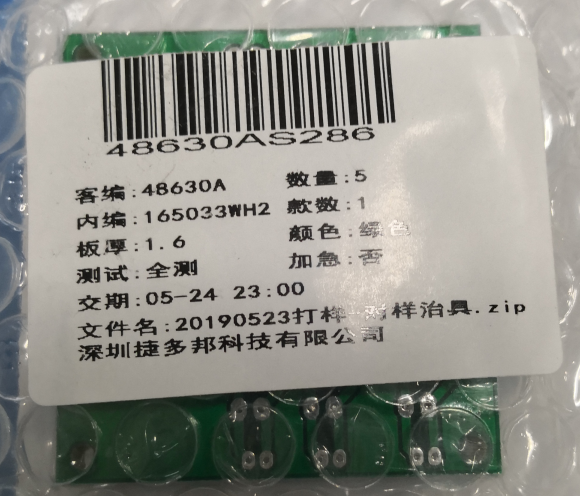 48630AS286
客编:48630A 数量:5
内编:165033WH2 款数:1
板厚:1.6 颜色:绿色
测试:全测 加急:否
交期:05-24 23:00
文件名:20190523打样-样治具.zip
深圳捷多邦科技有限公司